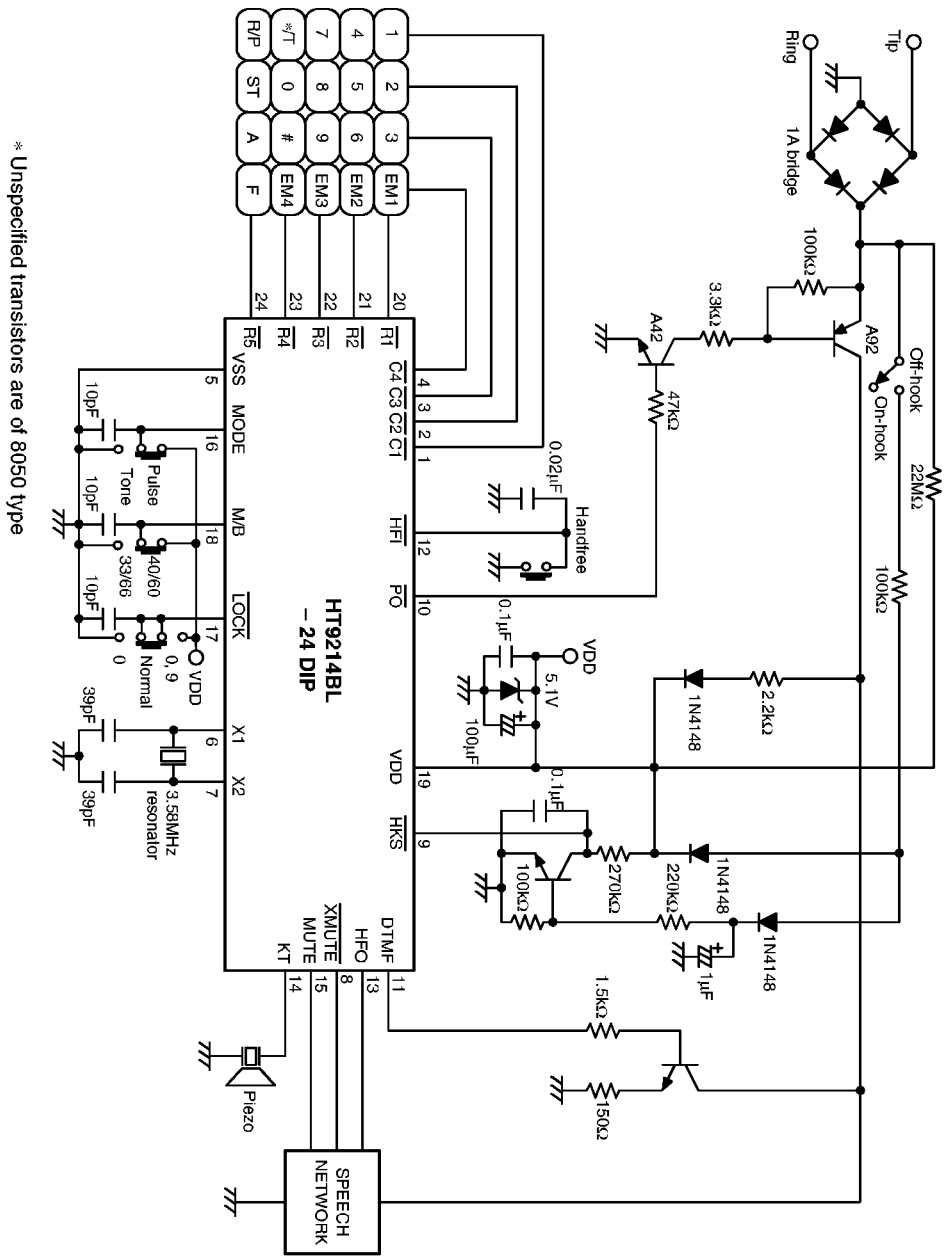 Tip
Ring
1A bridge
100kΩ
A92
Off-hook
On-hook
22MΩ
100kΩ
3.3kΩ
A42
47kΩ
2.2kΩ
1N4148
1N4148
1N4148
270kΩ
220kΩ
100kΩ
1µF
+
0.1µF
1.5kΩ
150Ω
0.02µF
Handfree
VDD
0.1µF
5.1V
100µF
+
1 2 3 EM1
4 5 6 EM2
7 8 9 EM3
*/T 0 # EM4
R/P ST A F
20 R1
21 R2
22 R3
23 R4
24 R5
4 3 2 1
C4 C3 C2 C1
12
HFI
10
PO
19
VDD
9
HKS
HT9214BL
– 24 DIP
DTMF 11
HFO 13
XMUTE 8
MUTE 15
KT 14
VSS
5
MODE
16
M/B
18
LOCK
17
X1
6
X2
7
10pF
Pulse
Tone
10pF
40/60
33/66
10pF
0, 9
Normal
0
VDD
39pF
39pF
3.58MHz
resonator
Piezo
SPEECH
NETWORK
* Unspecified transistors are of 8050 type